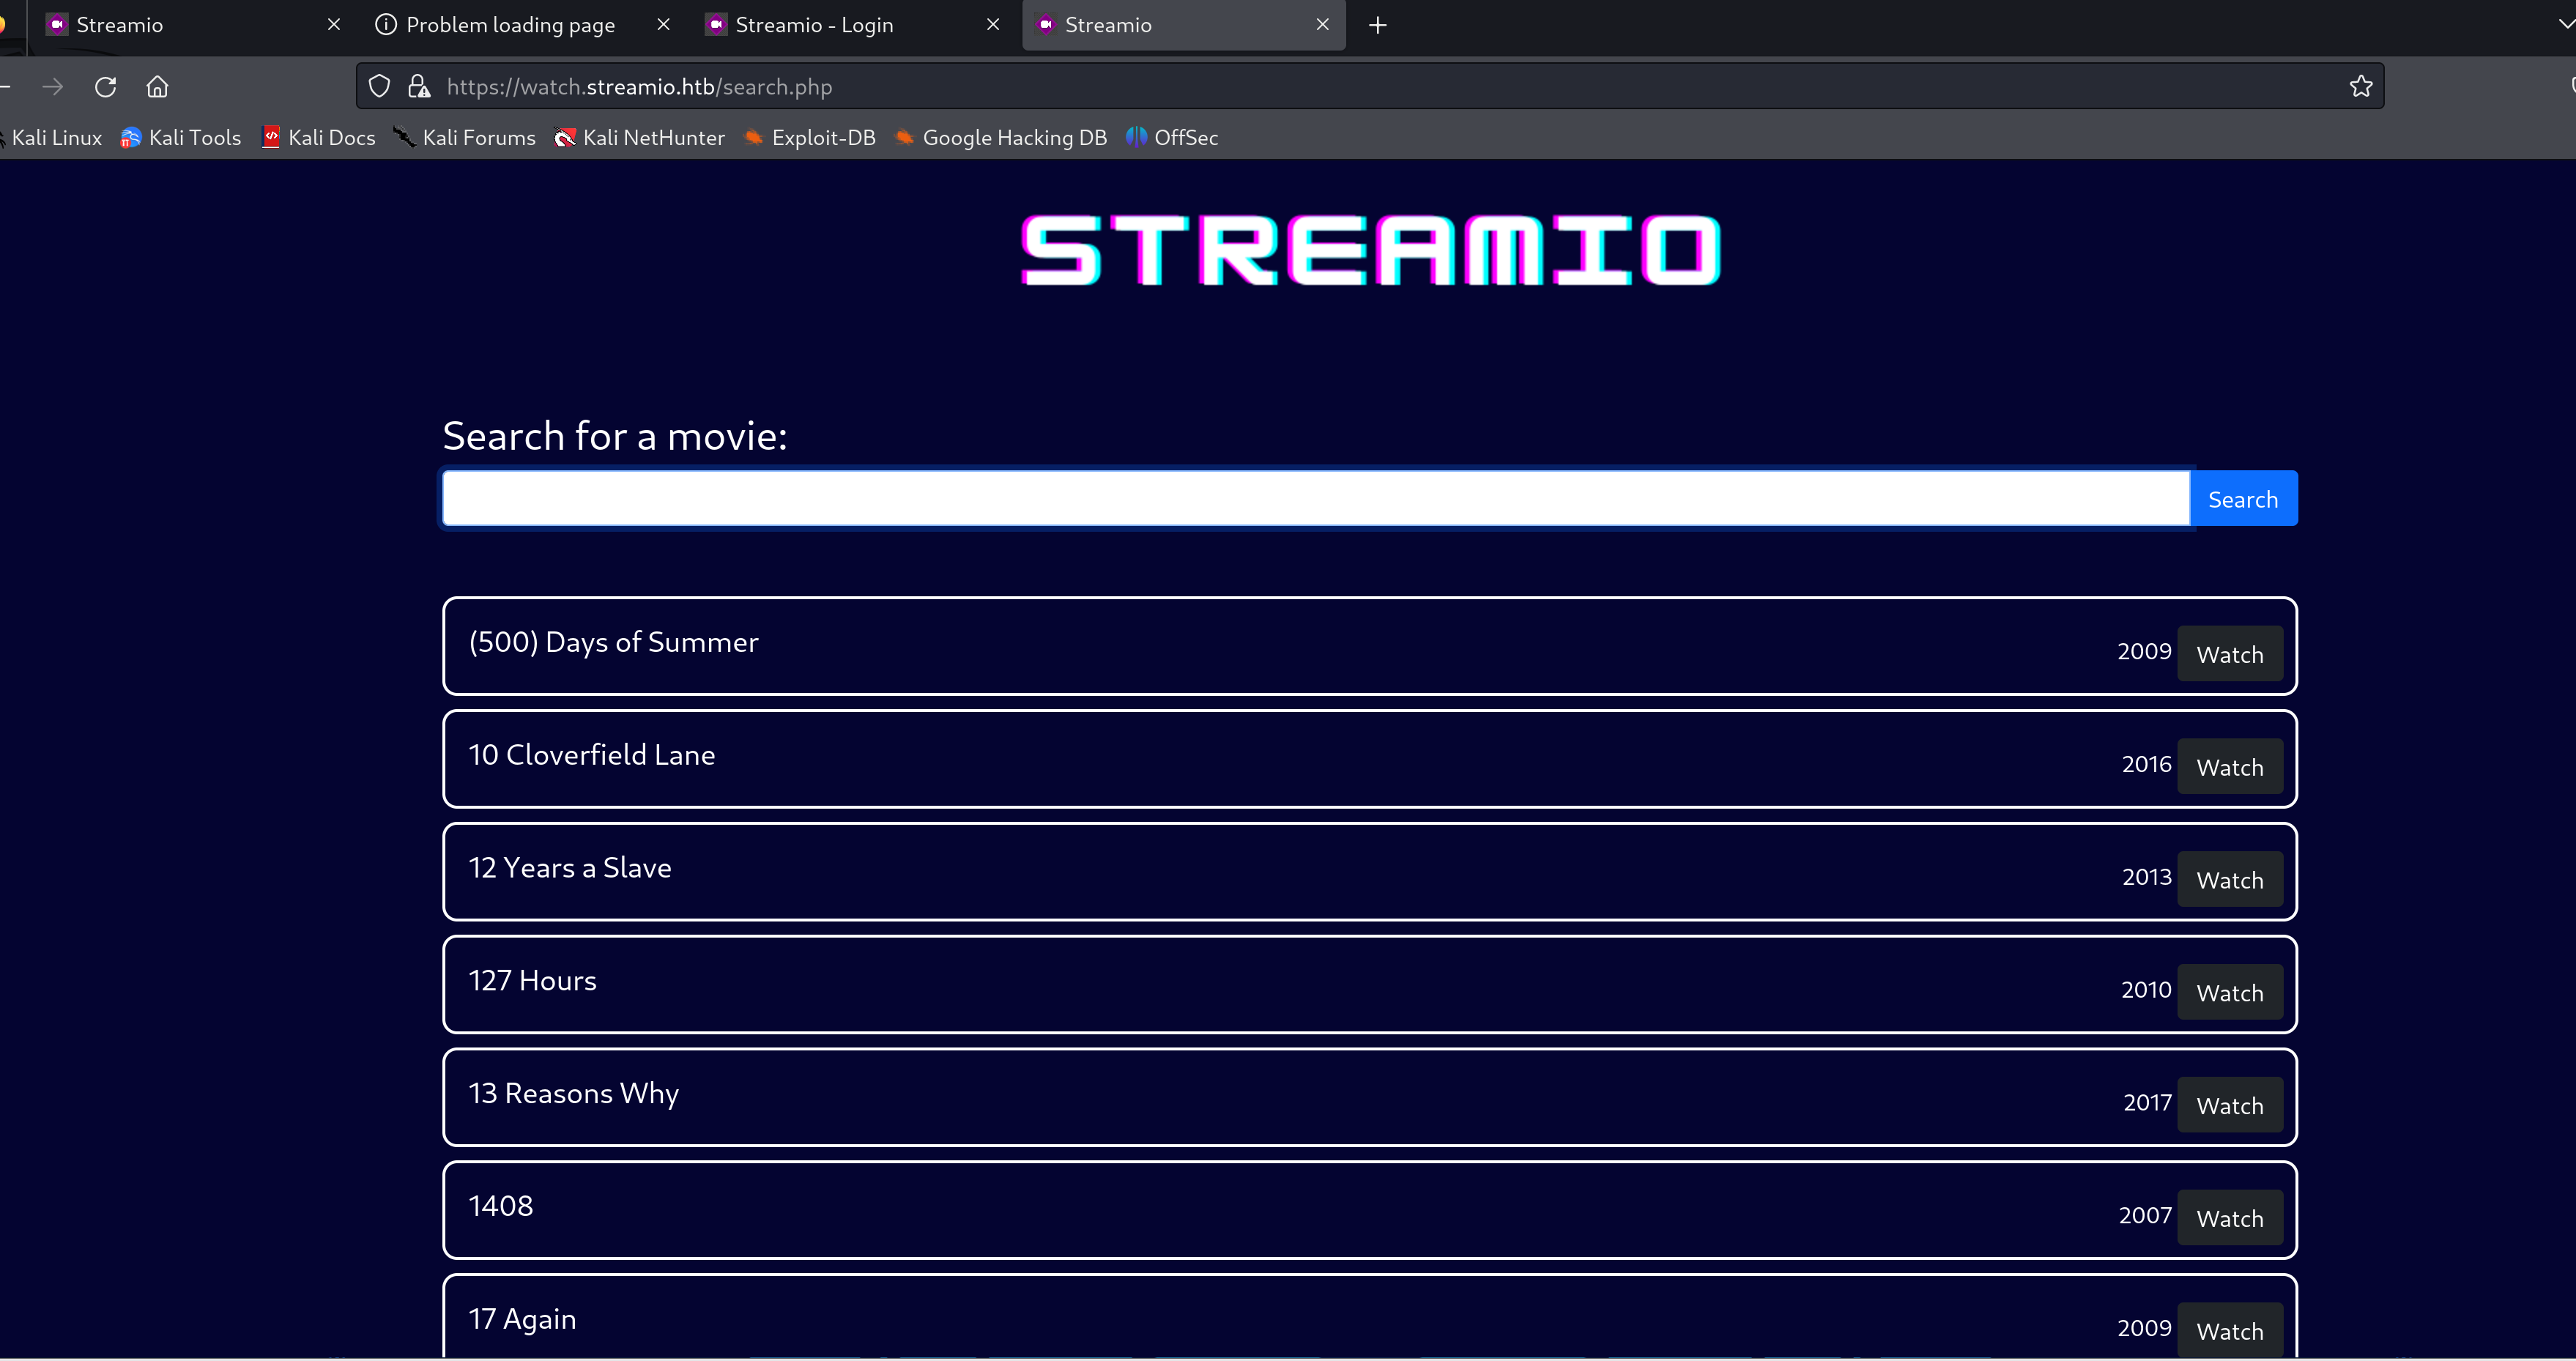 Streamio Problem loading page Streamio - Login Streamio
https://watch.streamio.htb/search.php
Kali Linux Kali Tools Kali Docs Kali Forums Kali NetHunter Exploit-DB Google Hacking DB OffSec
STREAMIO
Search for a movie:
Search
(500) Days of Summer 2009 Watch
10 Cloverfield Lane 2016 Watch
12 Years a Slave 2013 Watch
127 Hours 2010 Watch
13 Reasons Why 2017 Watch
1408 2007 Watch
17 Again 2009 Watch